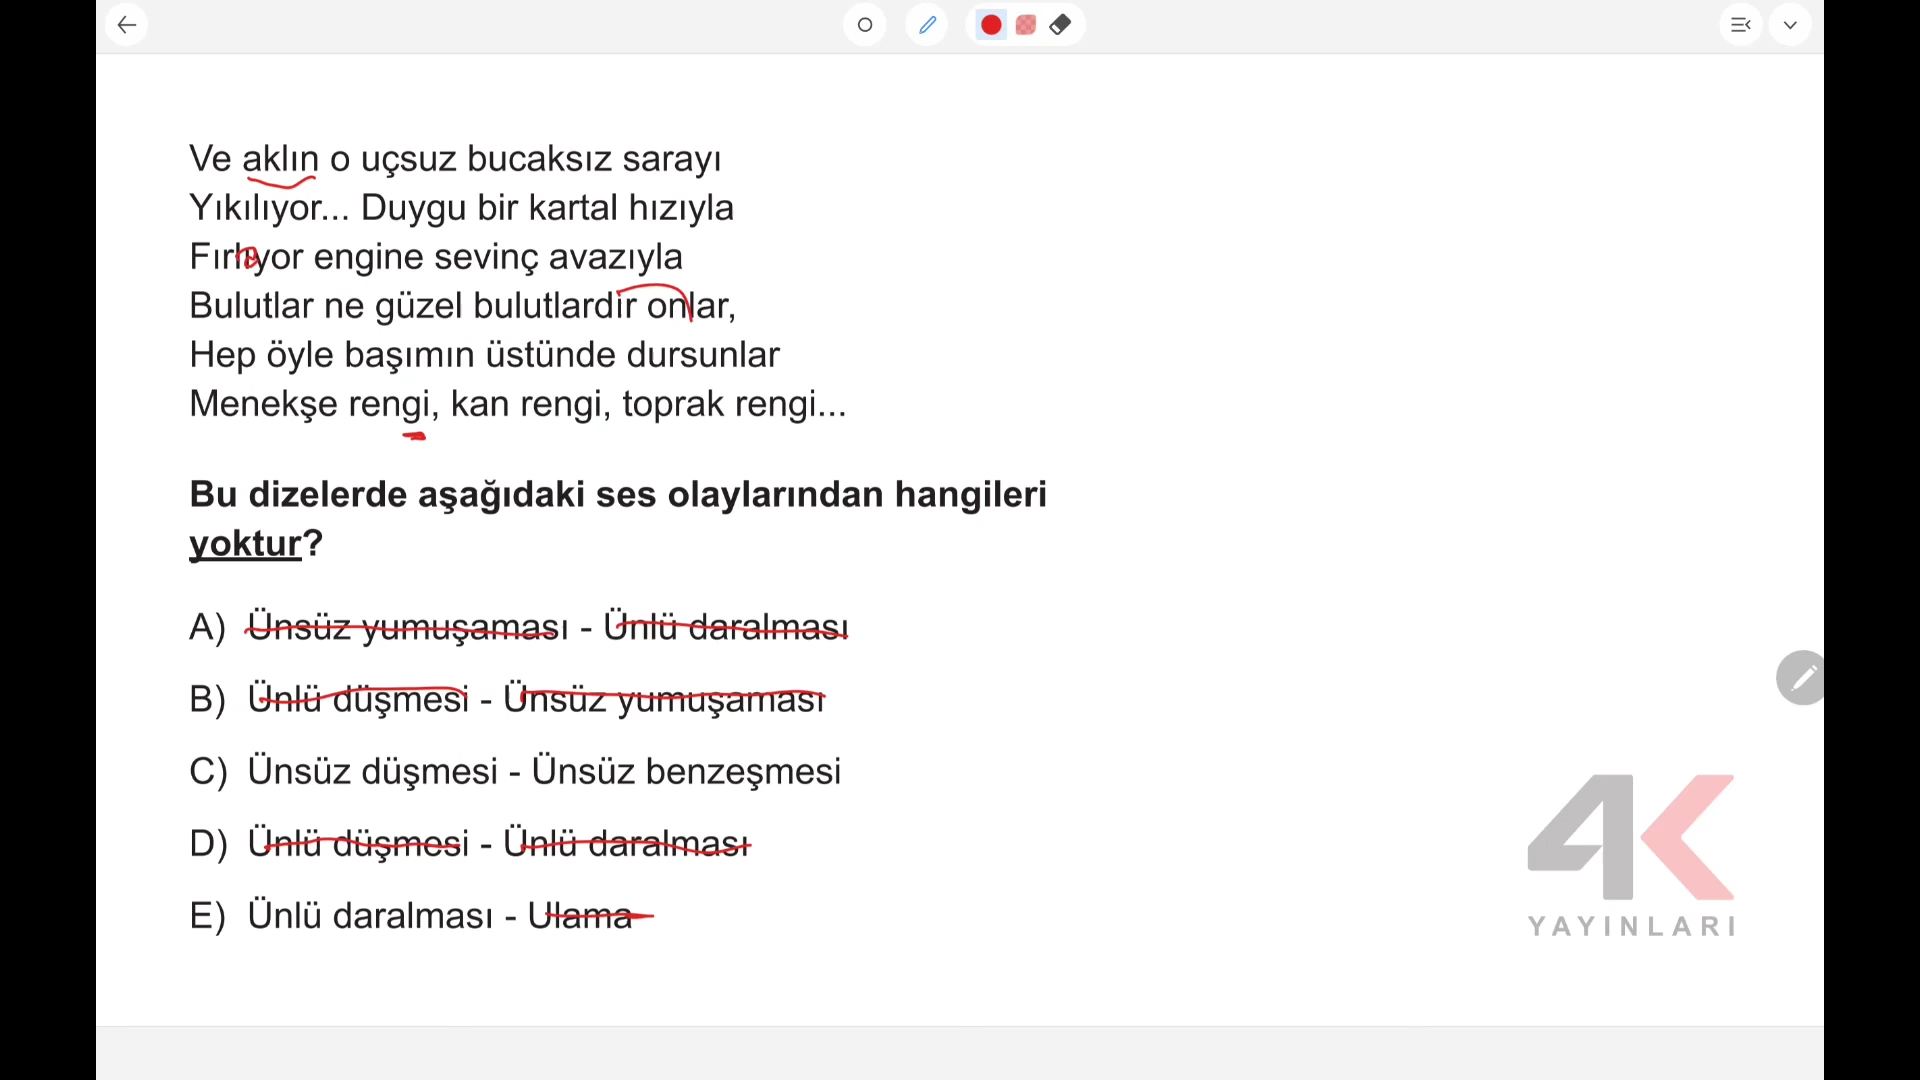 Ve aklın o uçsuz bucaksız sarayı
Yıkılıyor... Duygu bir kartal hızıyla
Fırlıyor engine sevinç avazıyla
Bulutlar ne güzel bulutlardır onlar,
Hep öyle başımın üstünde dursunlar
Menekşe rengi, kan rengi, toprak rengi...
Bu dizelerde aşağıdaki ses olaylarından hangileri
yoktur?
A) Ünsüz yumuşaması - Ünlü daralması
B) Ünlü düşmesi - Ünsüz yumuşaması
C) Ünsüz düşmesi - Ünsüz benzeşmesi
D) Ünlü düşmesi - Ünlü daralması
E) Ünlü daralması - Ulama
4K
YAYINLARI